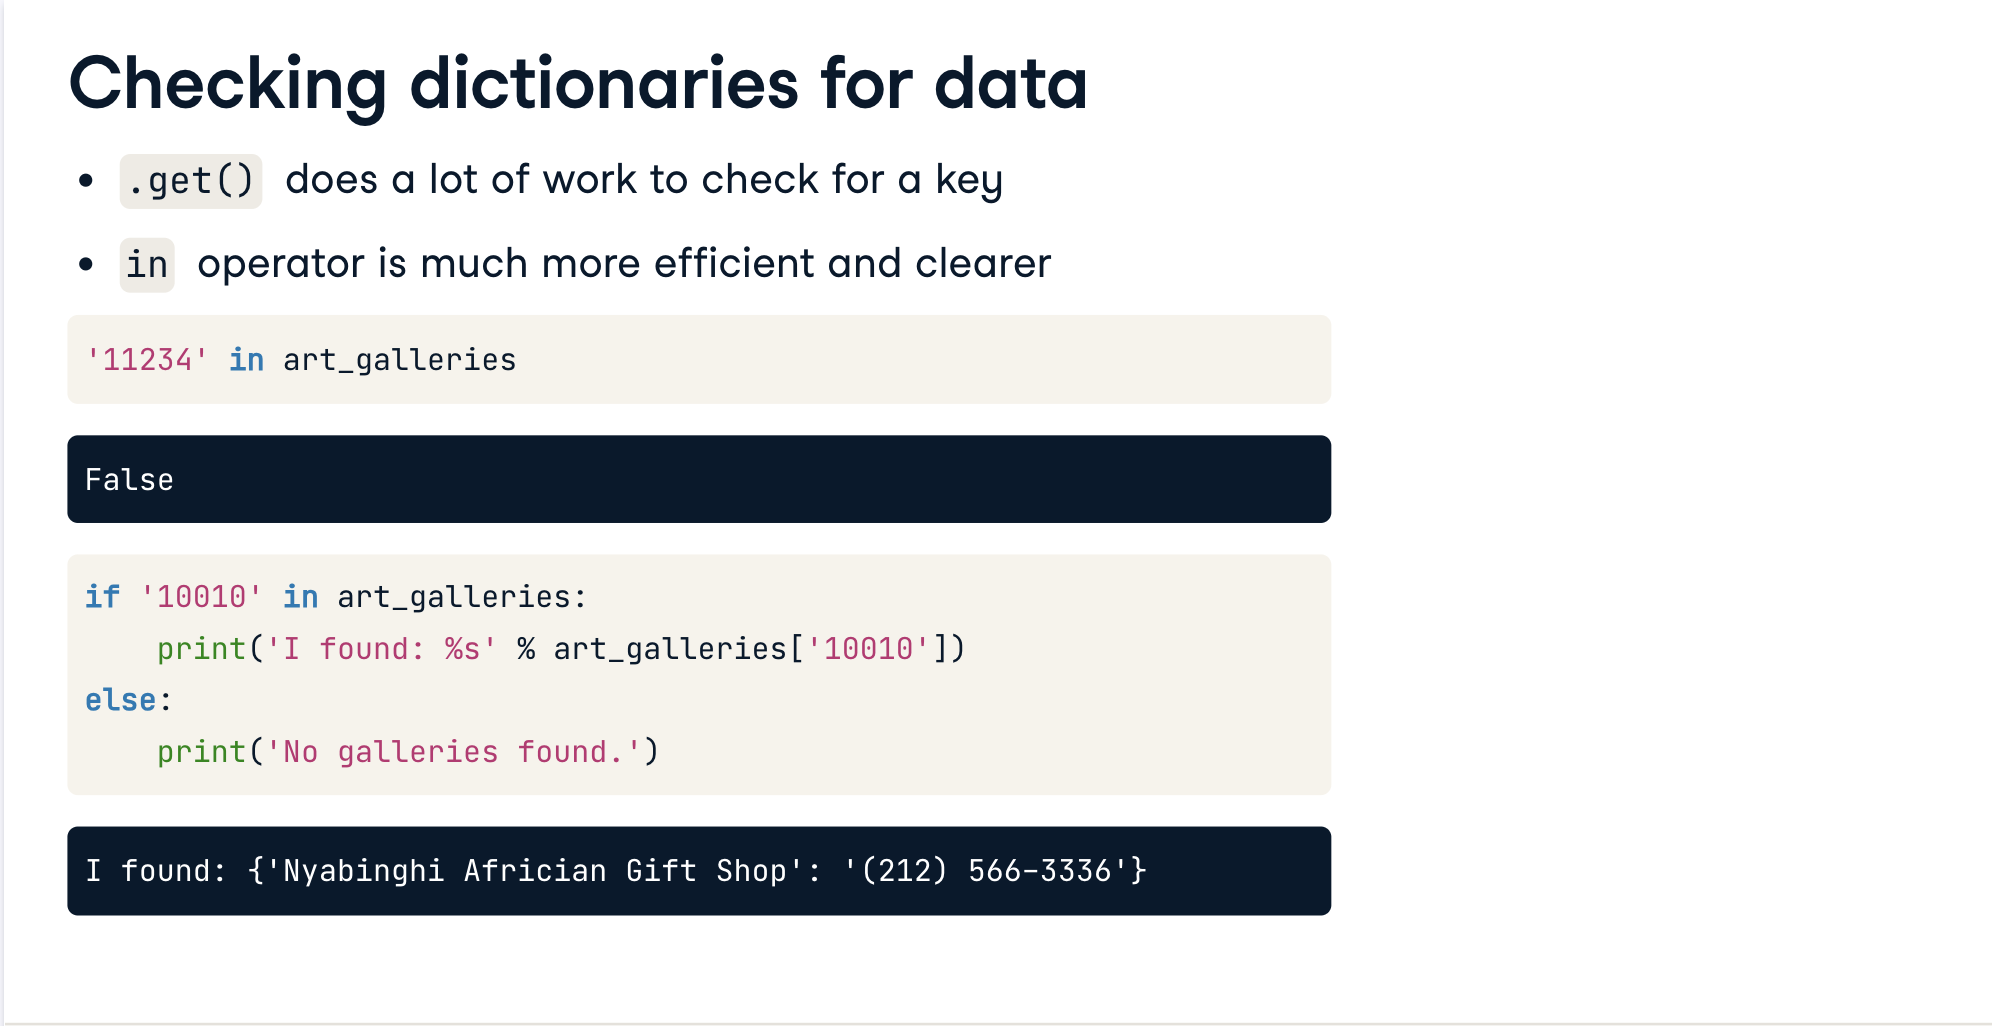 Checking dictionaries for data
• .get() does a lot of work to check for a key
• in operator is much more efficient and clearer
'11234' in art_galleries
False
if '10010' in art_galleries:
    print('I found: %s' % art_galleries['10010'])
else:
    print('No galleries found.')
I found: {'Nyabinghi Africian Gift Shop': '(212) 566-3336'}